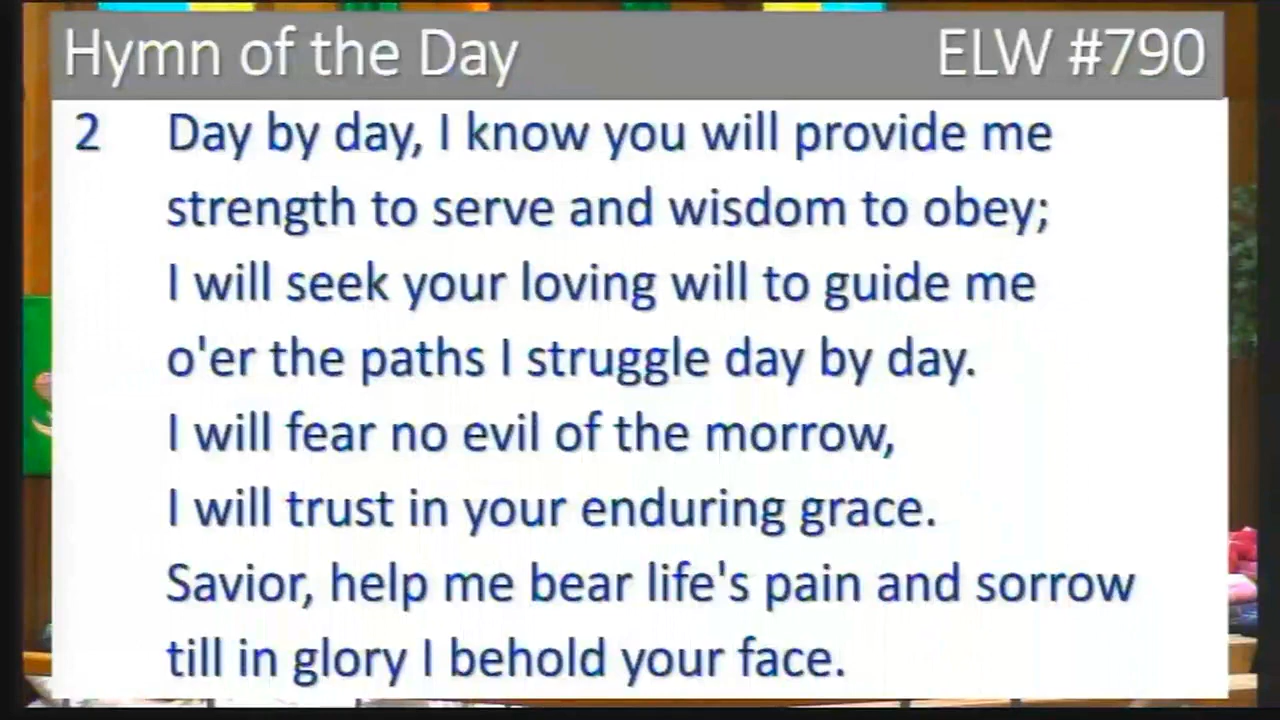 Hymn of the Day ELW #790
2 Day by day, I know you will provide me
strength to serve and wisdom to obey;
I will seek your loving will to guide me
o'er the paths I struggle day by day.
I will fear no evil of the morrow,
I will trust in your enduring grace.
Savior, help me bear life's pain and sorrow
till in glory I behold your face.